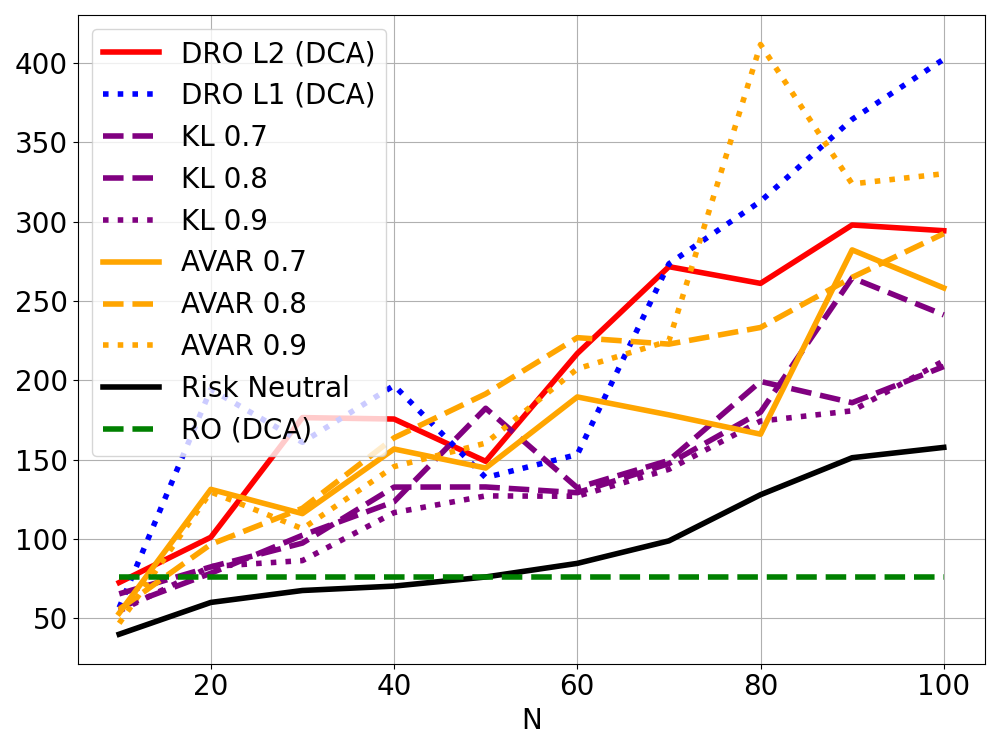 400
350
300
250
200
150
100
50
DRO L2 (DCA)
DRO L1 (DCA)
KL 0.7
KL 0.8
KL 0.9
AVAR 0.7
AVAR 0.8
AVAR 0.9
Risk Neutral
RO (DCA)
20 40 60 80 100
N